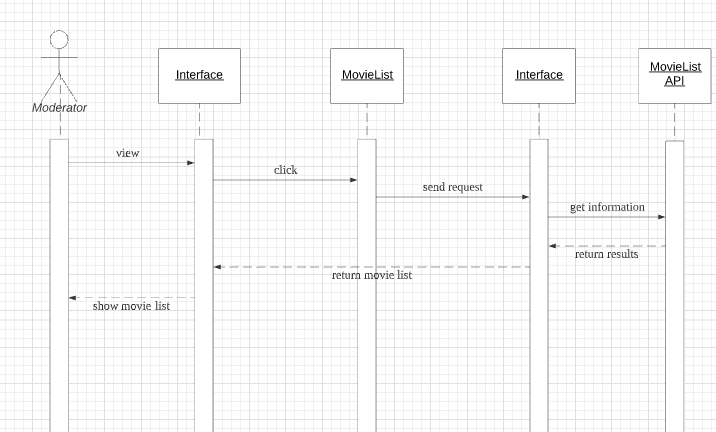 Moderator
Interface
MovieList
Interface
MovieList
API
view
click
send request
get information
return results
return movie list
show movie list